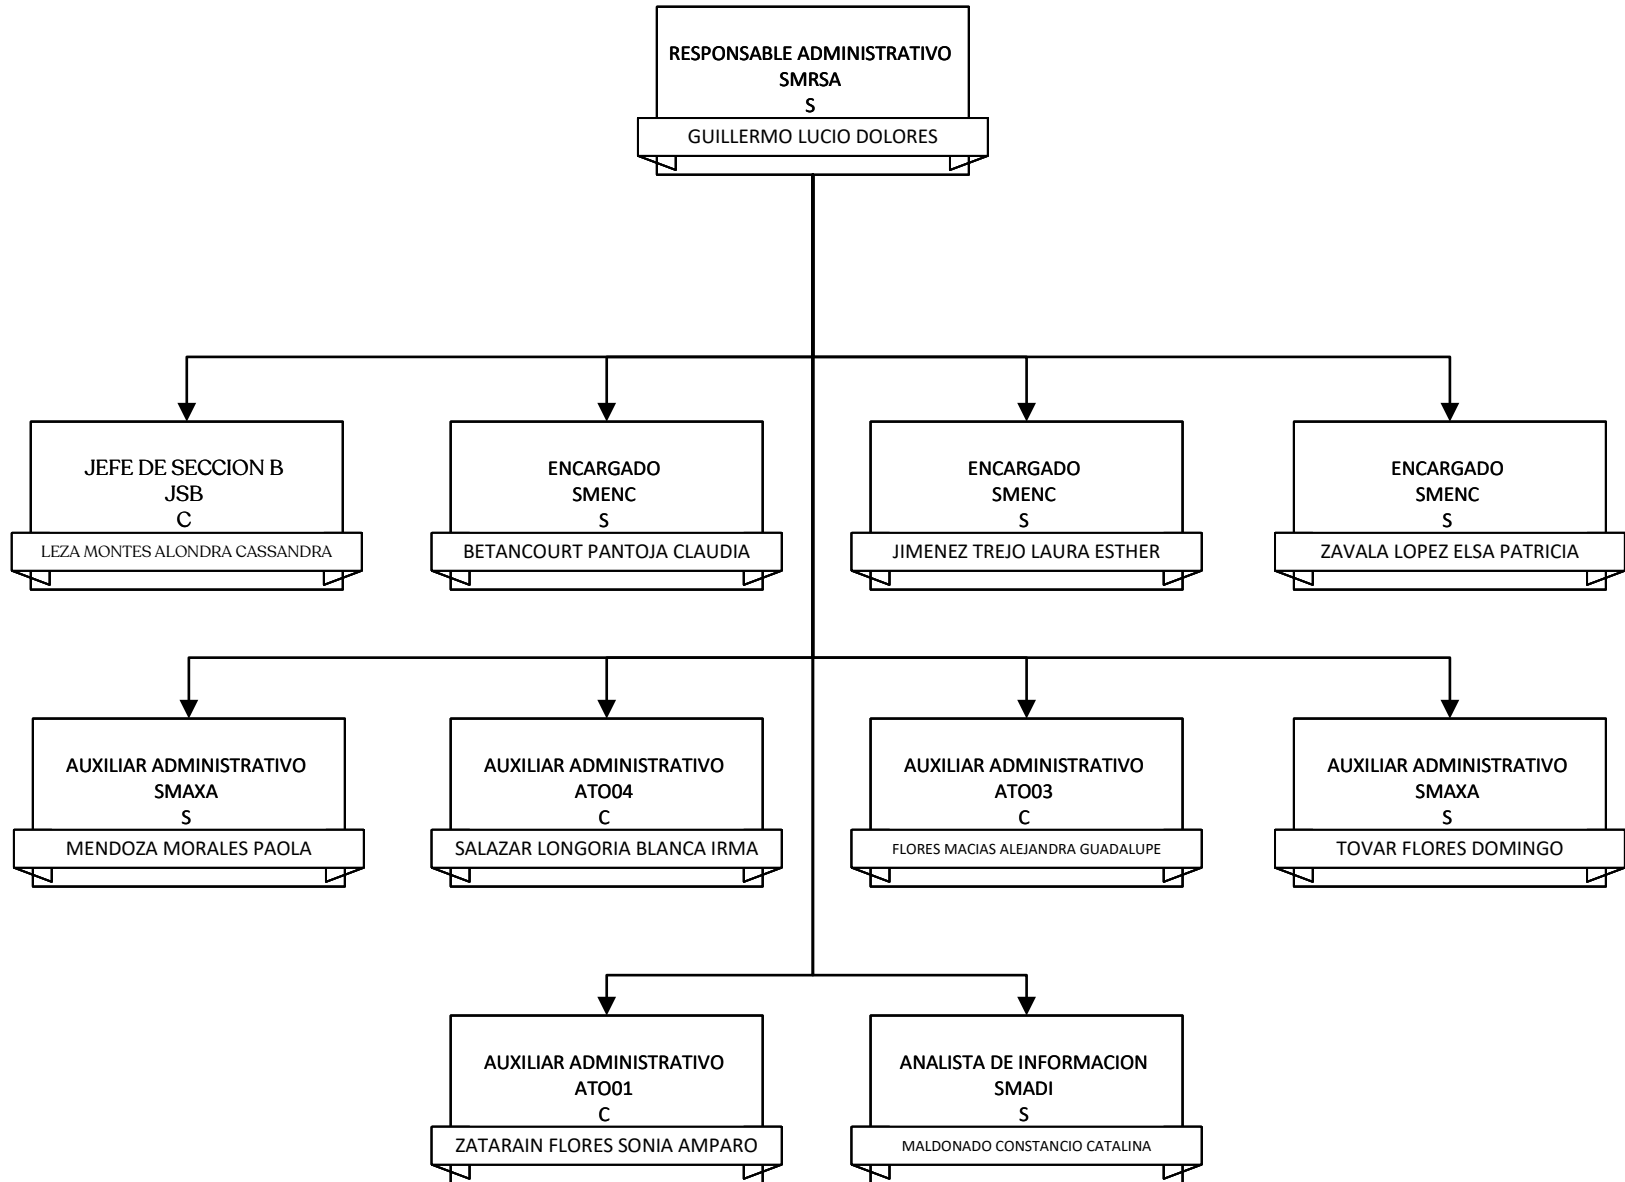 RESPONSABLE ADMINISTRATIVO
SMRSA
S
GUILLERMO LUCIO DOLORES
JEFE DE SECCION B
JSB
C
LEZA MONTES ALONDRA CASSANDRA
ENCARGADO
SMENC
S
BETANCOURT PANTOJA CLAUDIA
ENCARGADO
SMENC
S
JIMENEZ TREJO LAURA ESTHER
ENCARGADO
SMENC
S
ZAVALA LOPEZ ELSA PATRICIA
AUXILIAR ADMINISTRATIVO
SMAXA
S
MENDOZA MORALES PAOLA
AUXILIAR ADMINISTRATIVO
ATO04
C
SALAZAR LONGORIA BLANCA IRMA
AUXILIAR ADMINISTRATIVO
ATO03
C
FLORES MACIAS ALEJANDRA GUADALUPE
AUXILIAR ADMINISTRATIVO
SMAXA
S
TOVAR FLORES DOMINGO
AUXILIAR ADMINISTRATIVO
ATO01
C
ZATARAIN FLORES SONIA AMPARO
ANALISTA DE INFORMACION
SMADI
S
MALDONADO CONSTANCIO CATALINA